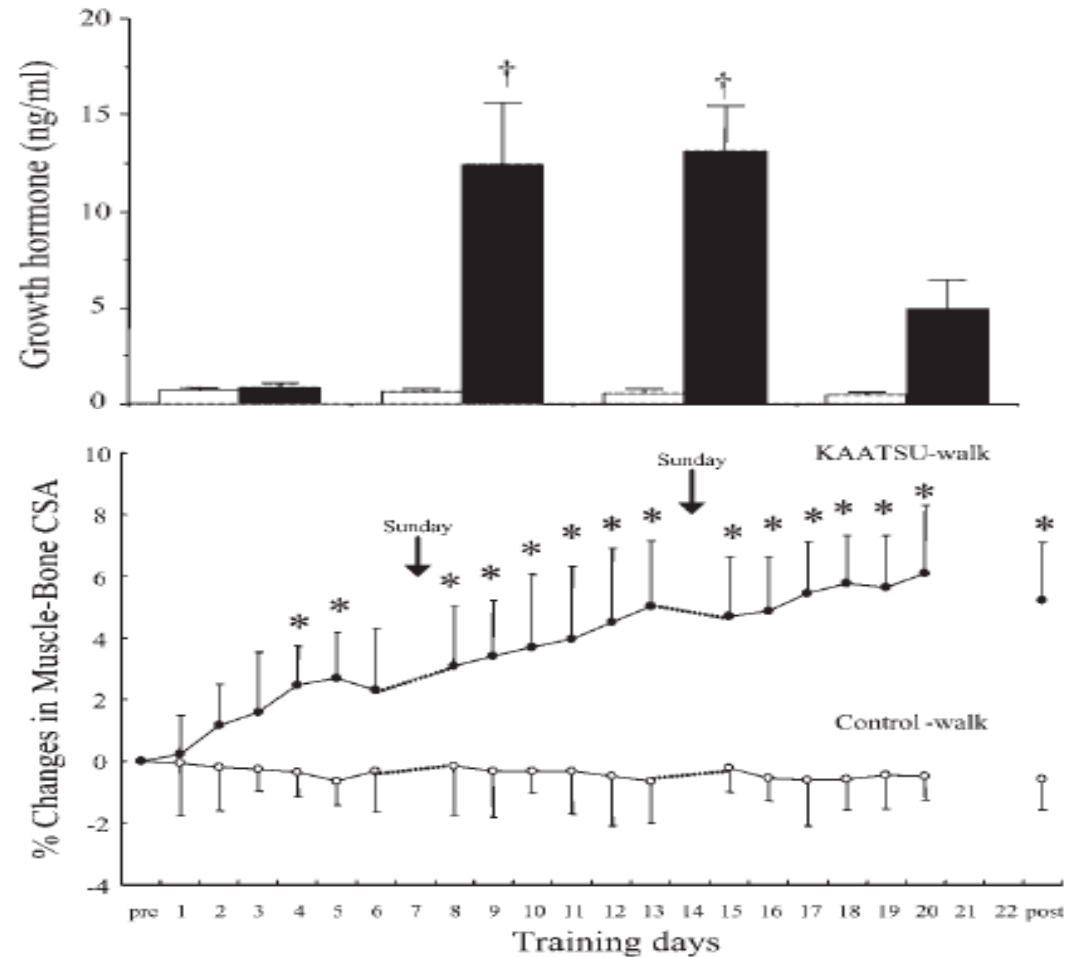 Growth hormone (ng/ml)
20
15
10
5
0
†
†
% Changes in Muscle-Bone CSA
10
8
6
4
2
0
-2
-4
KAATSU-walk
Sunday
Sunday
* * * * * * * * * * * * * * * *
Control -walk
pre 1 2 3 4 5 6 7 8 9 10 11 12 13 14 15 16 17 18 19 20 21 22 post
Training days